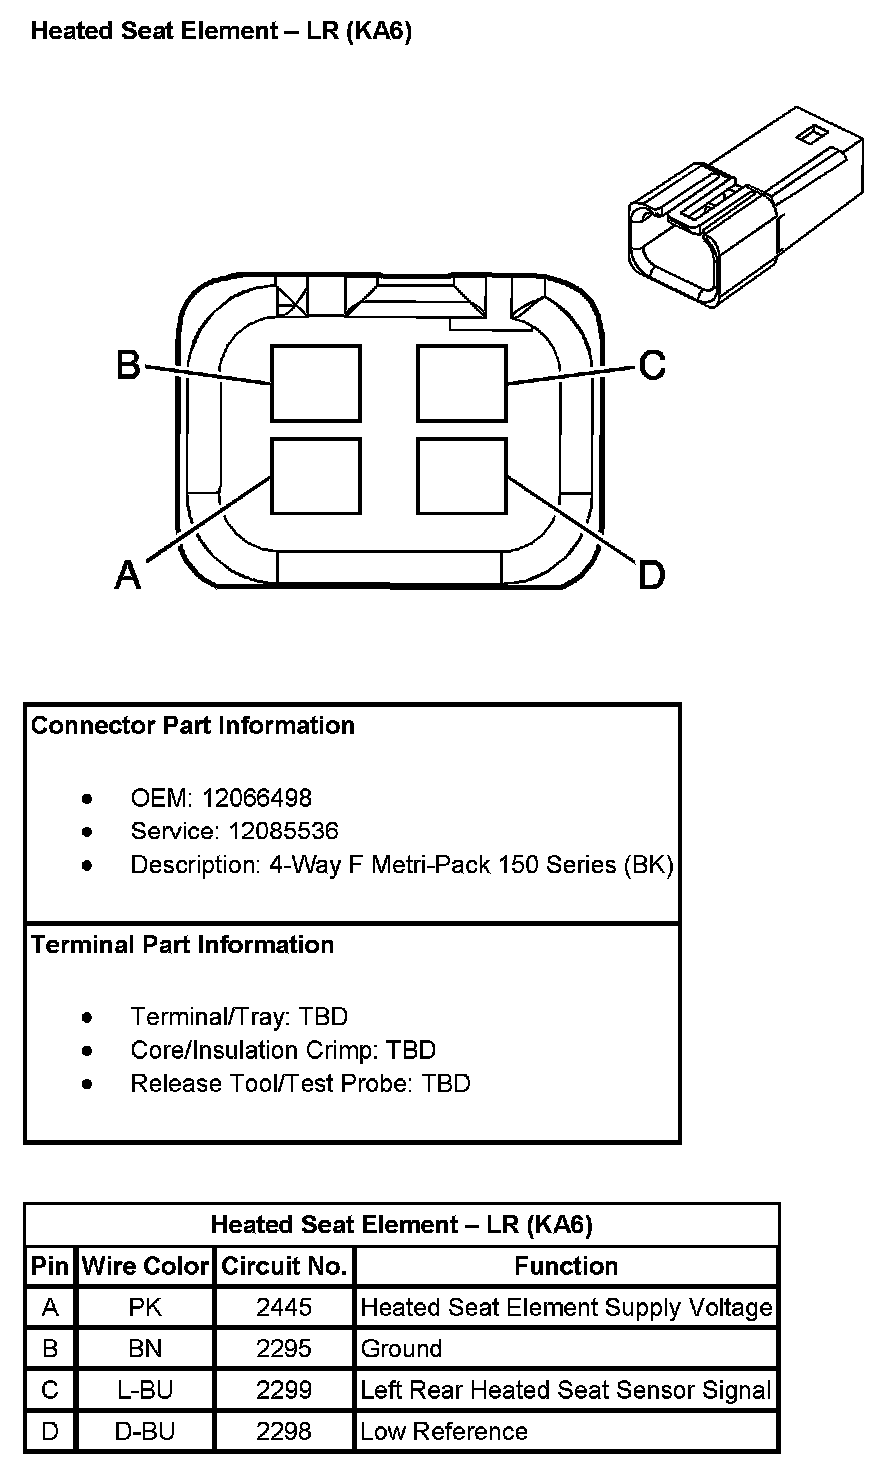 Heated Seat Element – LR (KA6)
B
C
A
D
Connector Part Information
• OEM: 12066498
• Service: 12085536
• Description: 4-Way F Metri-Pack 150 Series (BK)
Terminal Part Information
• Terminal/Tray: TBD
• Core/Insulation Crimp: TBD
• Release Tool/Test Probe: TBD
Heated Seat Element – LR (KA6)
Pin Wire Color Circuit No. Function
A PK 2445 Heated Seat Element Supply Voltage
B BN 2295 Ground
C L-BU 2299 Left Rear Heated Seat Sensor Signal
D D-BU 2298 Low Reference